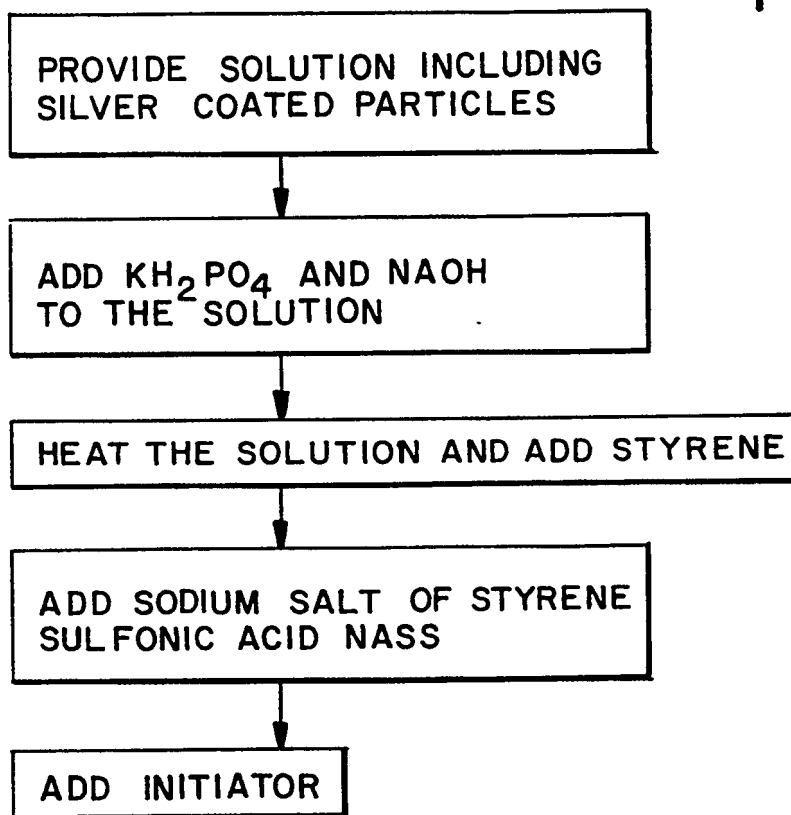 PROVIDE SOLUTION INCLUDING
SILVER COATED PARTICLES
ADD KH₂PO₄ AND NAOH
TO THE SOLUTION
HEAT THE SOLUTION AND ADD STYRENE
ADD SODIUM SALT OF STYRENE
SULFONIC ACID NASS
ADD INITIATOR